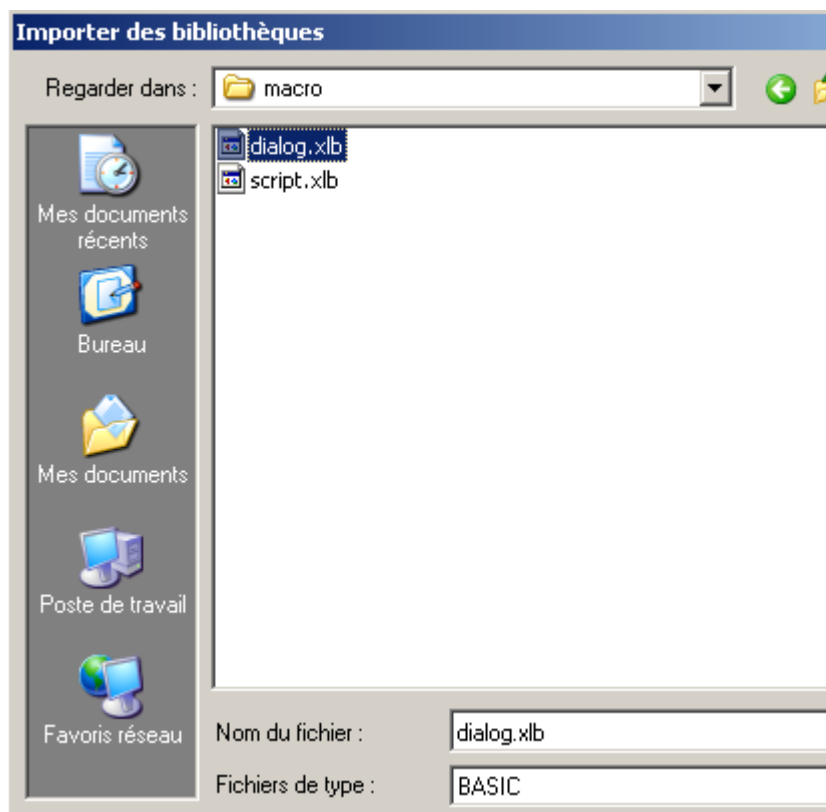 Importer des bibliothèques
Regarder dans :
macro
dialog.xlb
script.xlb
Mes documents
récents
Bureau
Mes documents
Poste de travail
Favoris réseau
Nom du fichier :
dialog.xlb
Fichiers de type :
BASIC